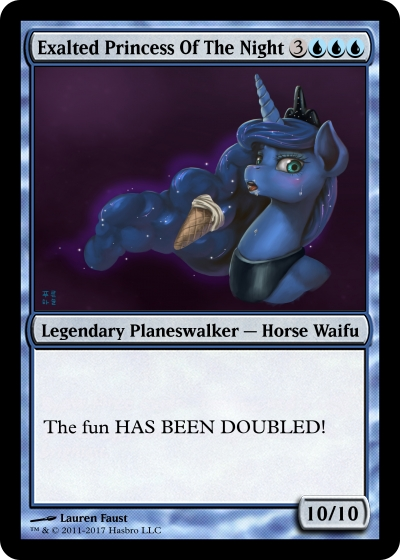 Exalted Princess Of The Night 3
Legendary Planeswalker — Horse Waifu
The fun HAS BEEN DOUBLED!
10/10
Lauren Faust
™ & © 2011-2017 Hasbro LLC